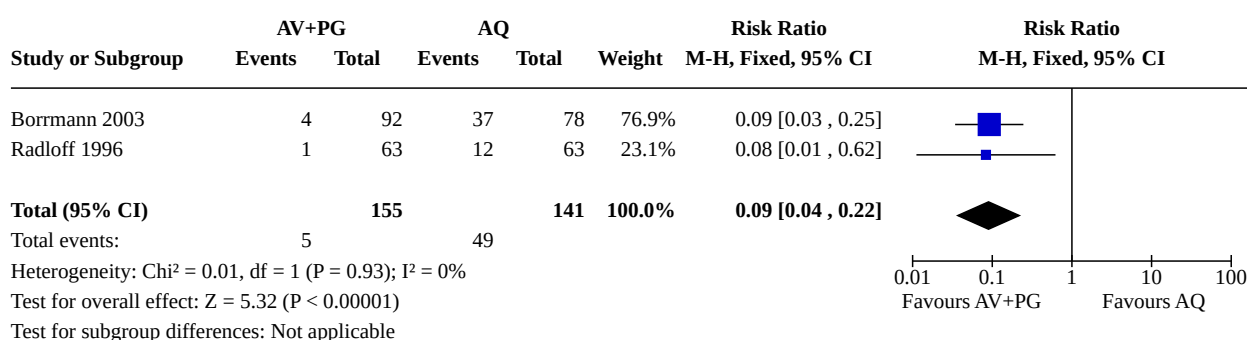 AV+PG AQ Risk Ratio Risk Ratio
Study or Subgroup Events Total Events Total Weight M-H, Fixed, 95% CI M-H, Fixed, 95% CI
Borrmann 2003 4 92 37 78 76.9% 0.09 [0.03 , 0.25]
Radloff 1996 1 63 12 63 23.1% 0.08 [0.01 , 0.62]
Total (95% CI) 155 141 100.0% 0.09 [0.04 , 0.22]
Total events: 5 49
Heterogeneity: Chi² = 0.01, df = 1 (P = 0.93); I² = 0%
0.01 0.1 1 10 100
Test for overall effect: Z = 5.32 (P < 0.00001)
Favours AV+PG Favours AQ
Test for subgroup differences: Not applicable